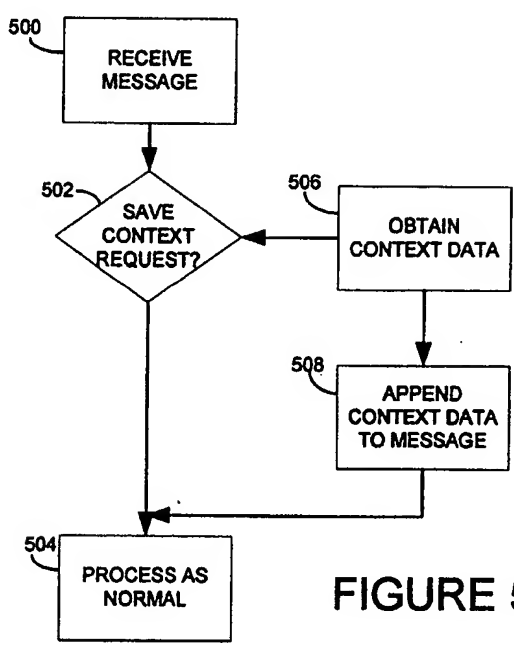 500
RECEIVE
MESSAGE
502
SAVE
CONTEXT
REQUEST?
506
OBTAIN
CONTEXT DATA
508
APPEND
CONTEXT DATA
TO MESSAGE
504
PROCESS AS
NORMAL
FIGURE 5